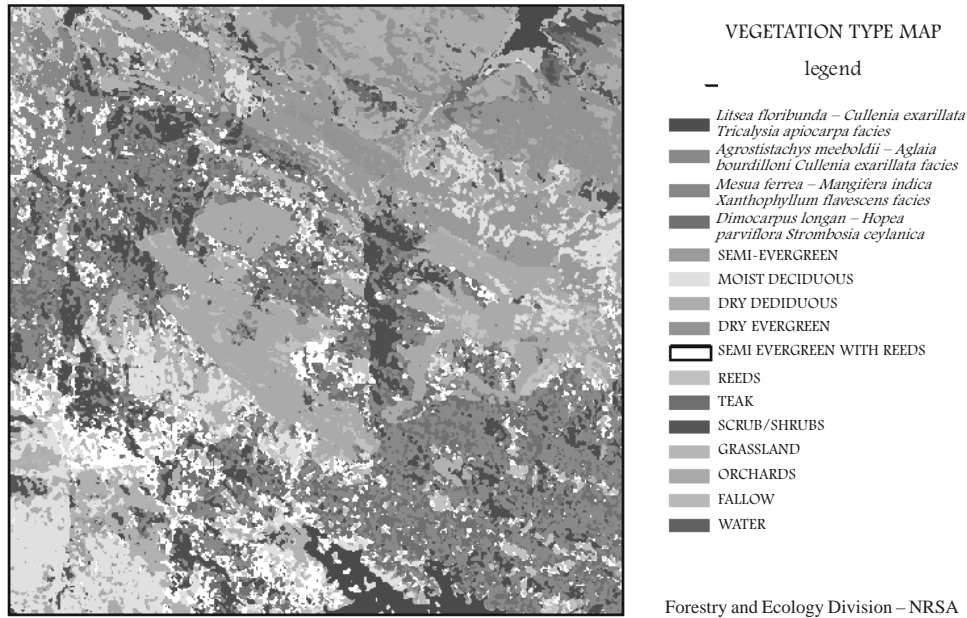 VEGETATION TYPE MAP
legend
Litsea floribunda – Cullenia exarillata
Tricalysia apiocarpa facies
Agrostistachys meeboldii – Aglaia
bourdilloni Cullenia exarillata facies
Mesua ferrea – Mangifera indica
Xanthophyllum flavescens facies
Dimocarpus longan – Hopea
parviflora Strombosia ceylanica
SEMI-EVERGREEN
MOIST DECIDUOUS
DRY DEDIDUOUS
DRY EVERGREEN
SEMI EVERGREEN WITH REEDS
REEDS
TEAK
SCRUB/SHRUBS
GRASSLAND
ORCHARDS
FALLOW
WATER
Forestry and Ecology Division – NRSA